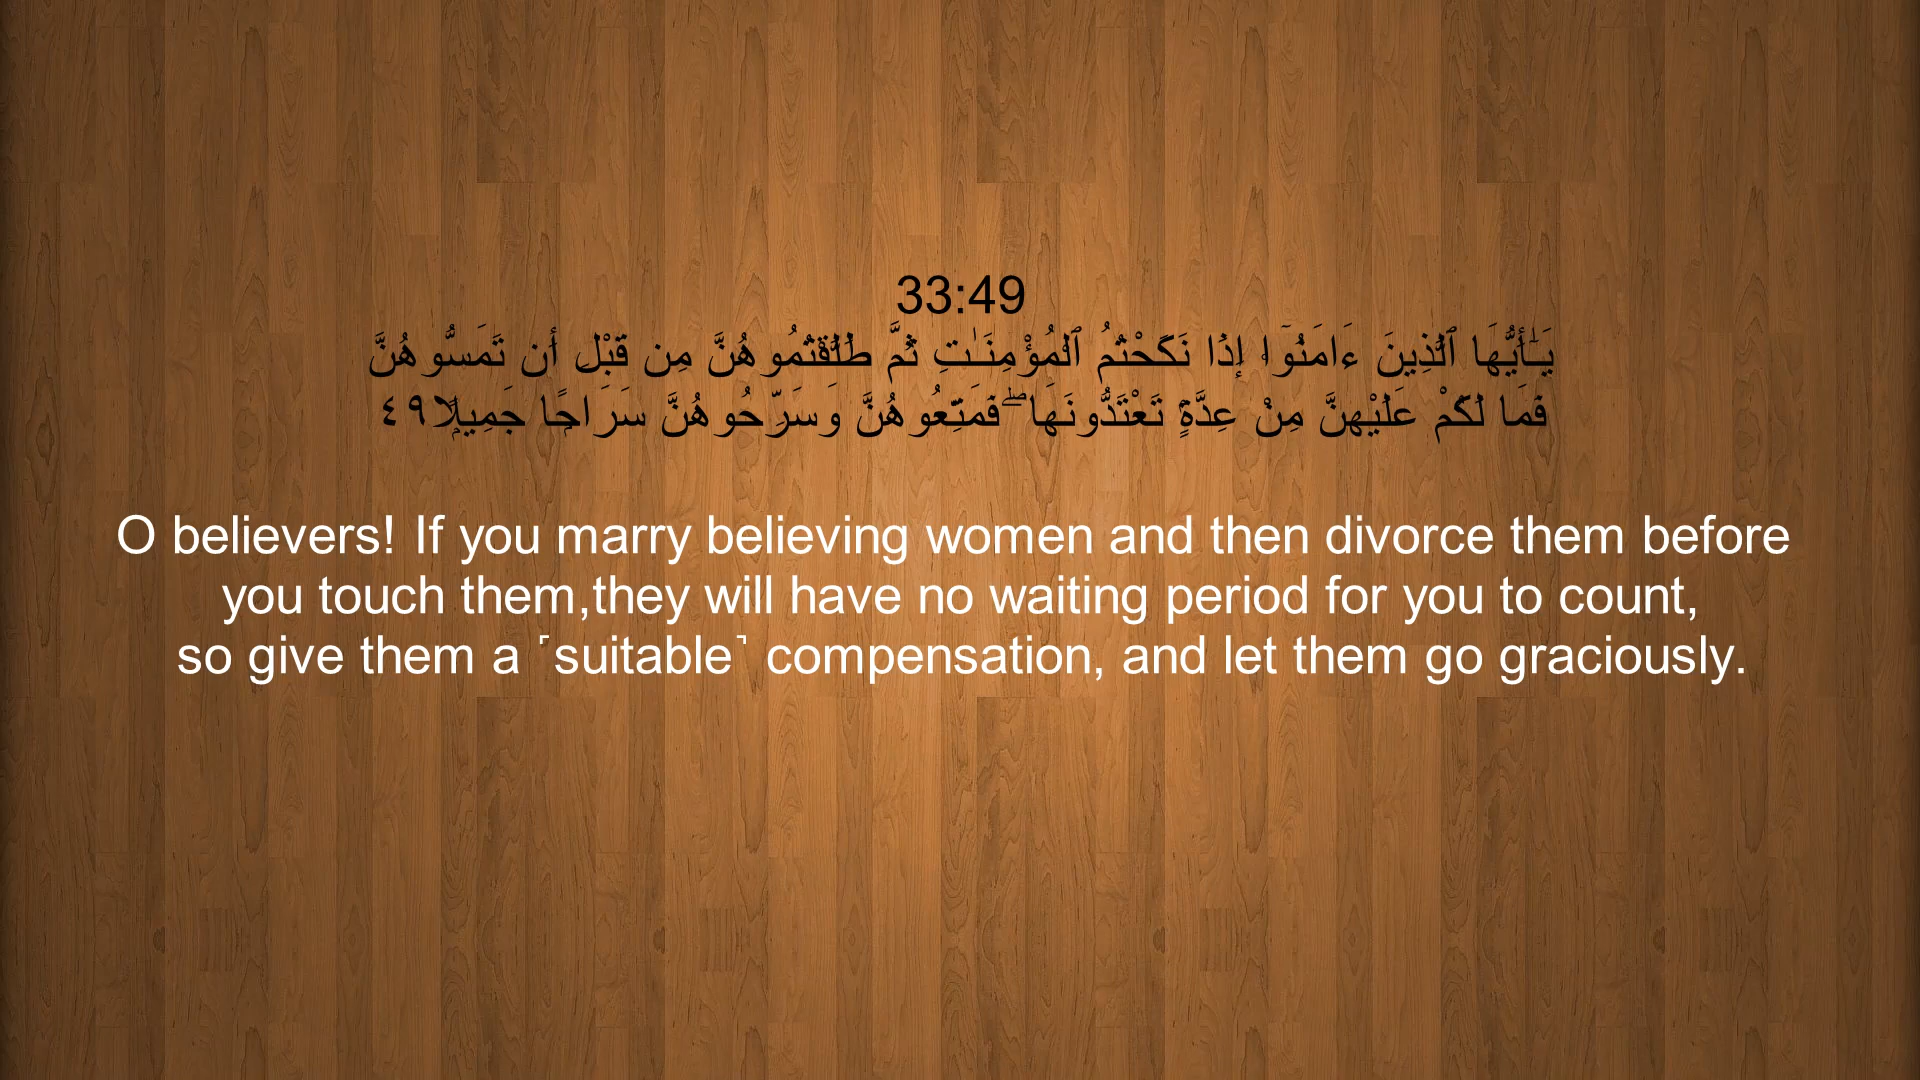 33:49
يَـٰٓأَيُّهَا ٱلَّذِينَ ءَامَنُوٓا۟ إِذَا نَكَحْتُمُ ٱلْمُؤْمِنَـٰتِ ثُمَّ طَلَّقْتُمُوهُنَّ مِن قَبْلِ أَن تَمَسُّوهُنَّ
فَمَا لَكُمْ عَلَيْهِنَّ مِنْ عِدَّةٍۢ تَعْتَدُّونَهَا ۖ فَمَتِّعُوهُنَّ وَسَرِّحُوهُنَّ سَرَاحًۭا جَمِيلًۭا ٤٩
O believers! If you marry believing women and then divorce them before
you touch them,they will have no waiting period for you to count,
so give them a ˹suitable˺ compensation, and let them go graciously.